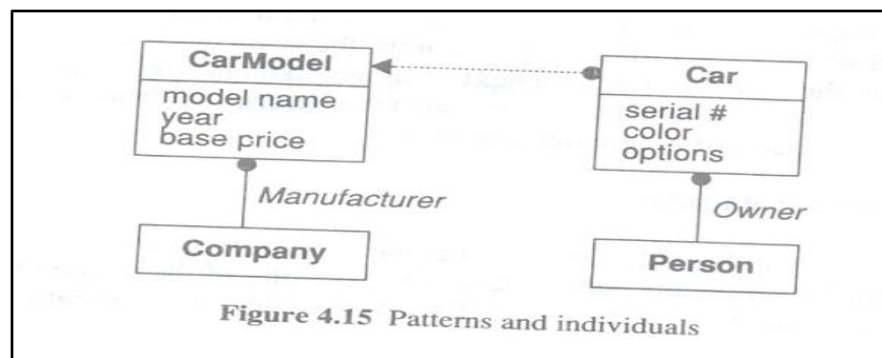 CarModel
model name
year
base price
Car
serial #
color
options
Manufacturer
Owner
Company
Person
Figure 4.15 Patterns and individuals